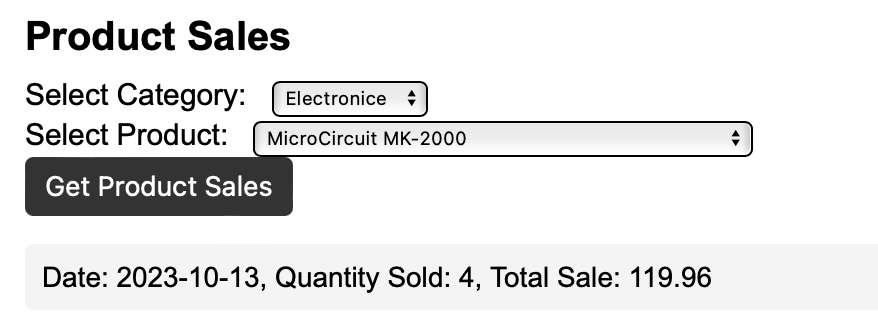 Product Sales
Select Category: Electronice
Select Product: MicroCircuit MK-2000
Get Product Sales
Date: 2023-10-13, Quantity Sold: 4, Total Sale: 119.96